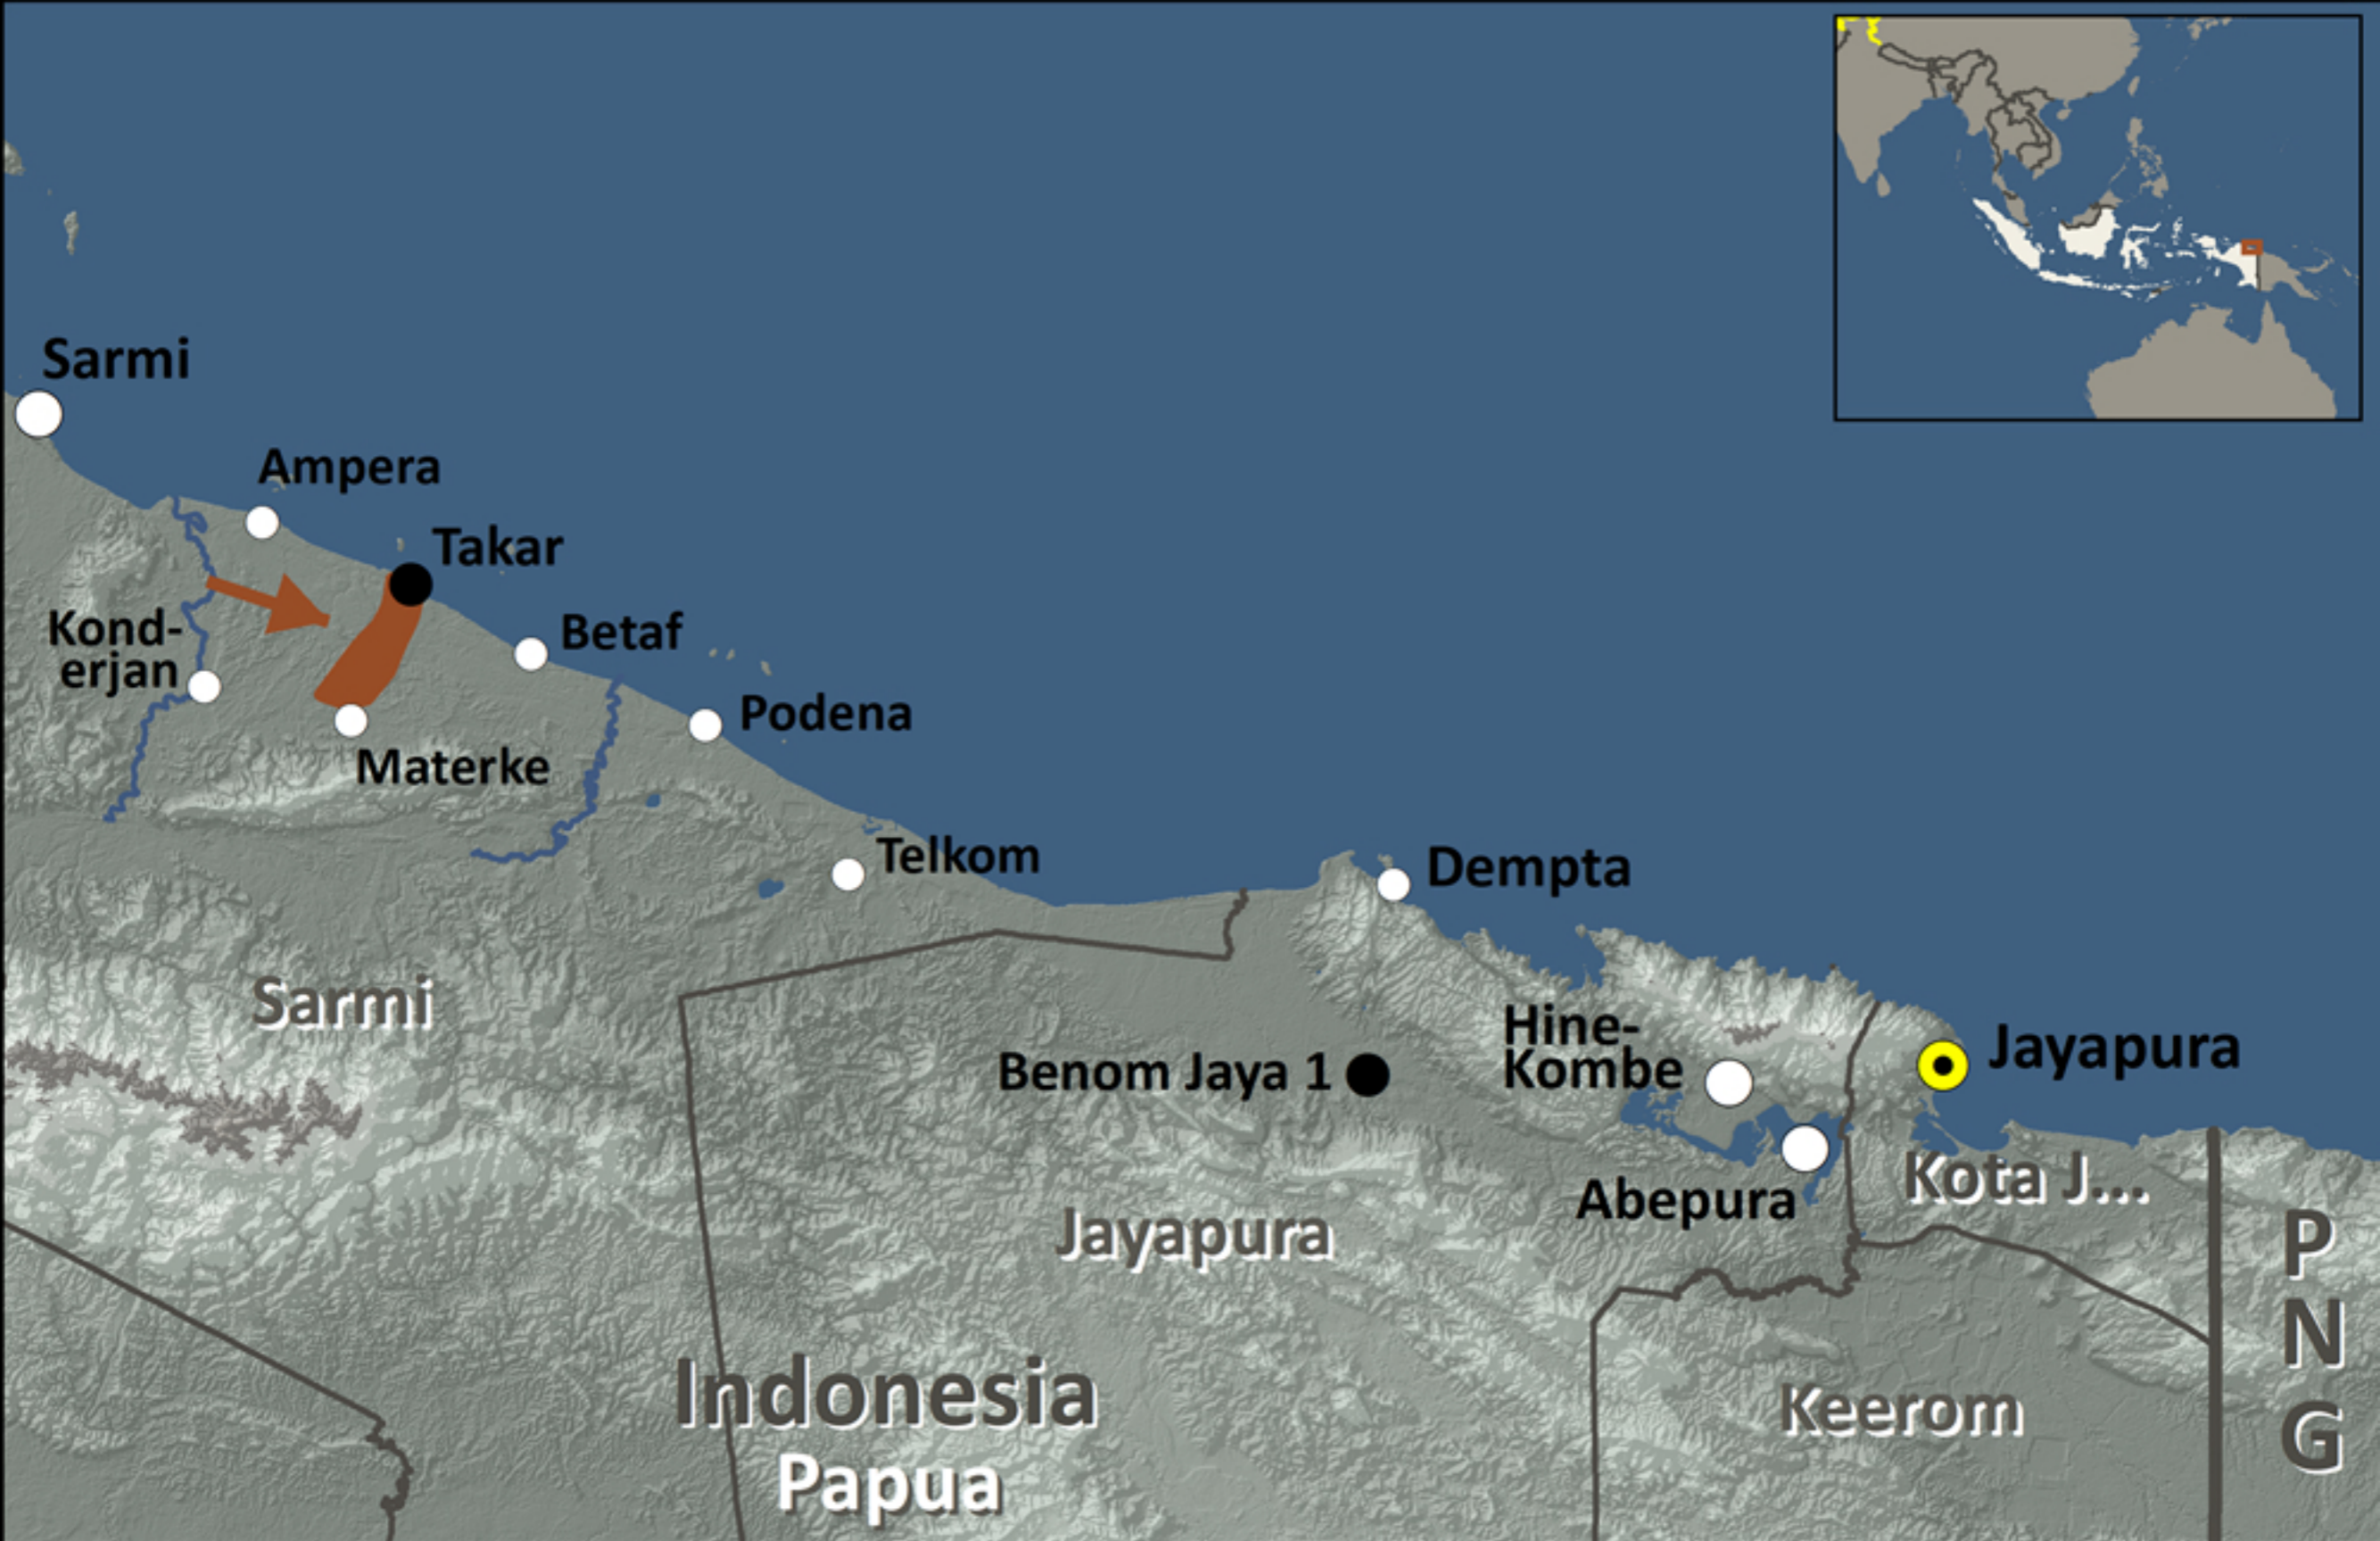 Sarmi
Ampera
Takar
Kond-
erjan
Betaf
Podena
Materke
Telkom
Dempta
Sarmi
Hine-
Kombe
Jayapura
Benom Jaya 1
Abepura
Kota J...
Jayapura
P
N
G
Indonesia
Keerom
Papua